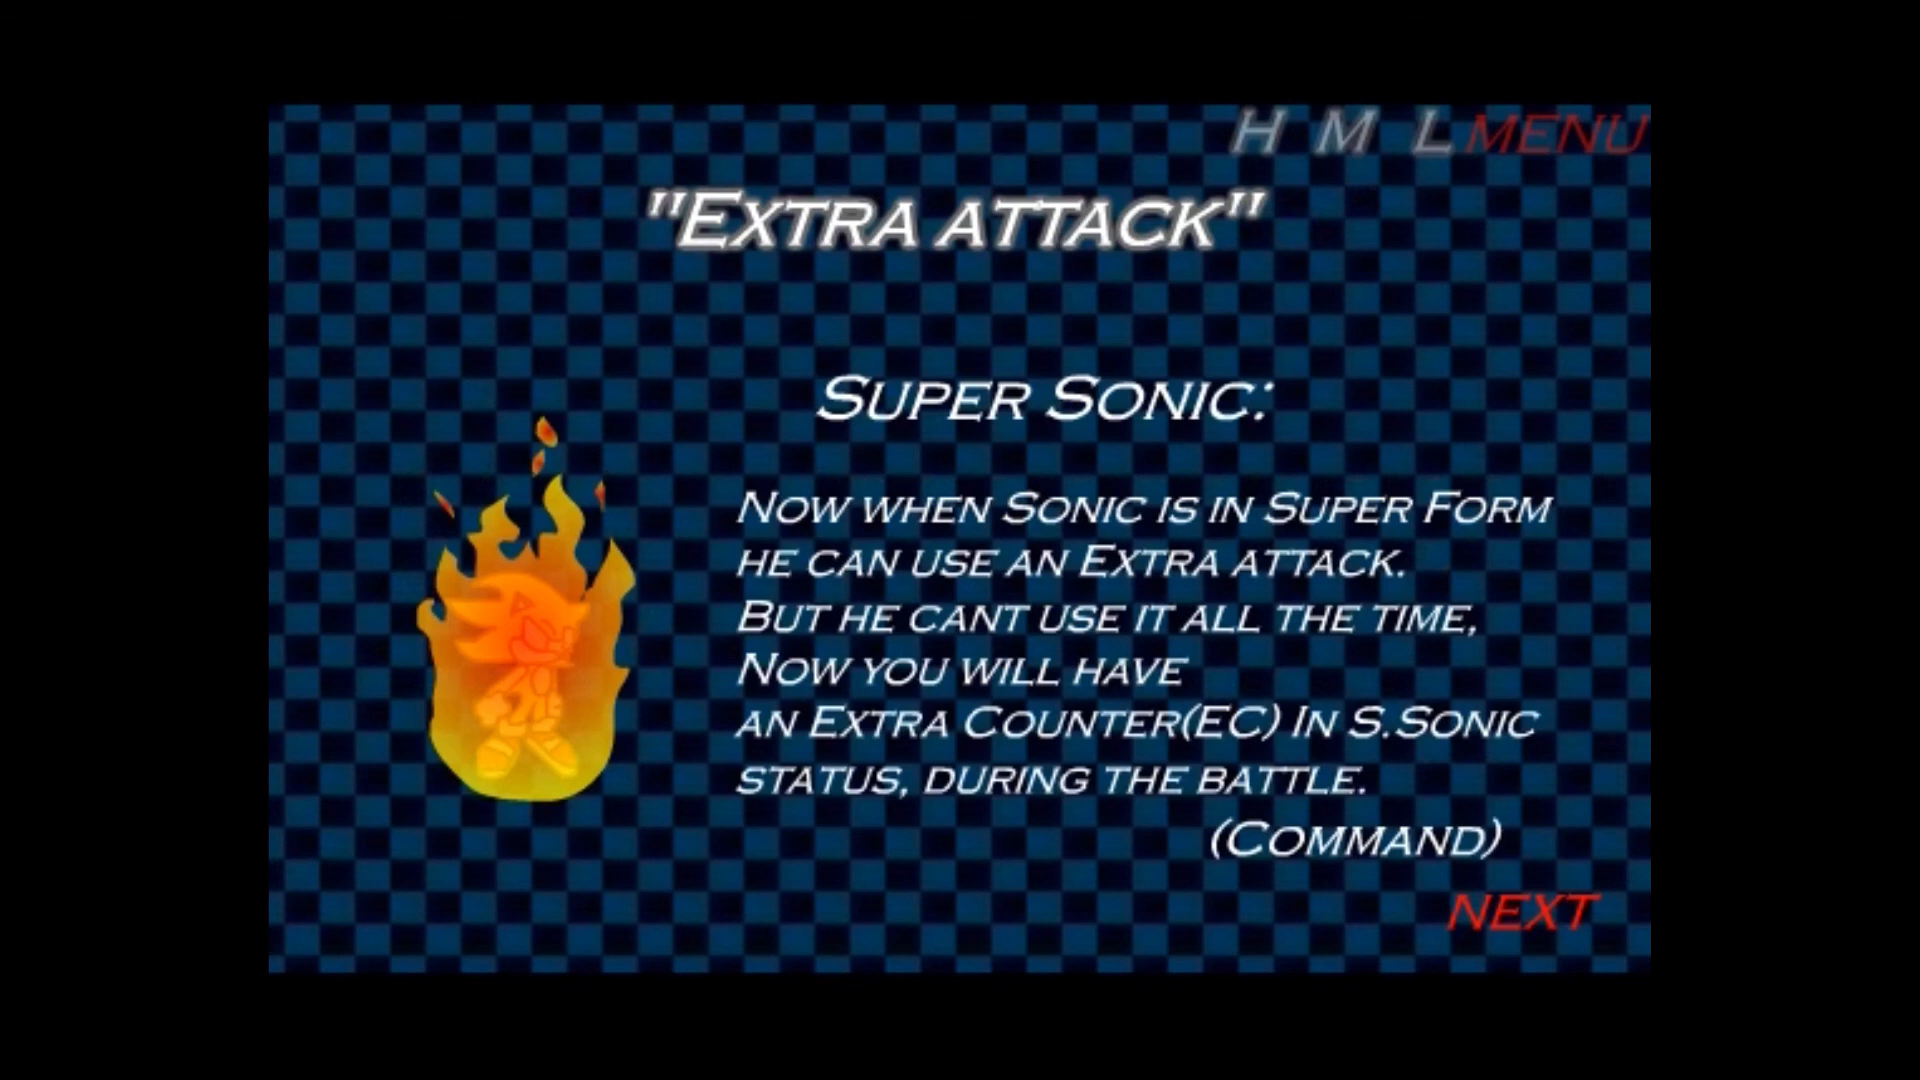 H M L MENU
"Extra attack"
Super Sonic:
Now when Sonic is in Super Form
he can use an Extra attack.
But he cant use it all the time,
Now you will have
an Extra Counter(EC) In S.Sonic
status, during the battle.
(Command)
NEXT